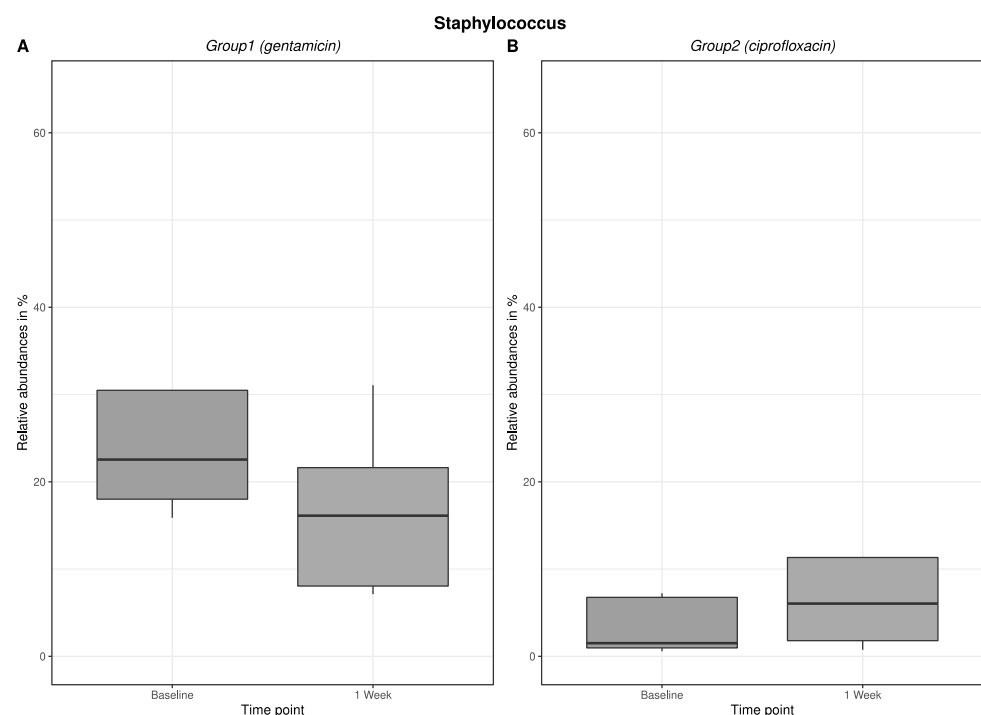 Staphylococcus
A
Group1 (gentamicin)
Relative abundances in %
60
40
20
0
Baseline
1 Week
Time point
B
Group2 (ciprofloxacin)
Relative abundances in %
60
40
20
0
Baseline
1 Week
Time point